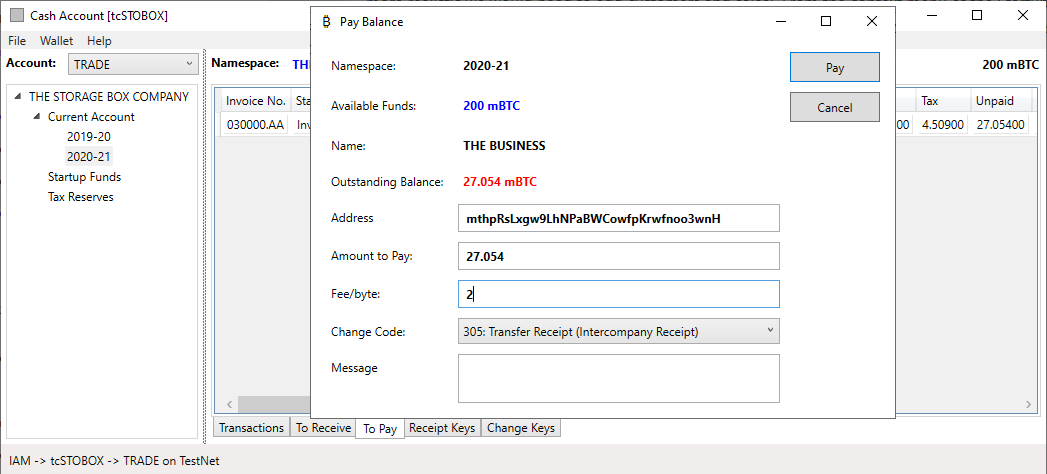 Cash Account [tcSTOBOX]
File Wallet Help
Account: TRADE
THE STORAGE BOX COMPANY
Current Account
2019-20
2020-21
Startup Funds
Tax Reserves
Namespace: 200 mBTC
Invoice No. Tax Unpaid
030000.AA 4.50900 27.05400
Transactions To Receive To Pay Receipt Keys Change Keys
IAM -> tcSTOBOX -> TRADE on TestNet
Pay Balance
Namespace: 2020-21 Pay
Available Funds: 200 mBTC Cancel
Name: THE BUSINESS
Outstanding Balance: 27.054 mBTC
Address mthpRsLxgw9LhNPaBWCowfpKrwfnoo3wnH
Amount to Pay: 27.054
Fee/byte: 2
Change Code: 305: Transfer Receipt (Intercompany Receipt)
Message